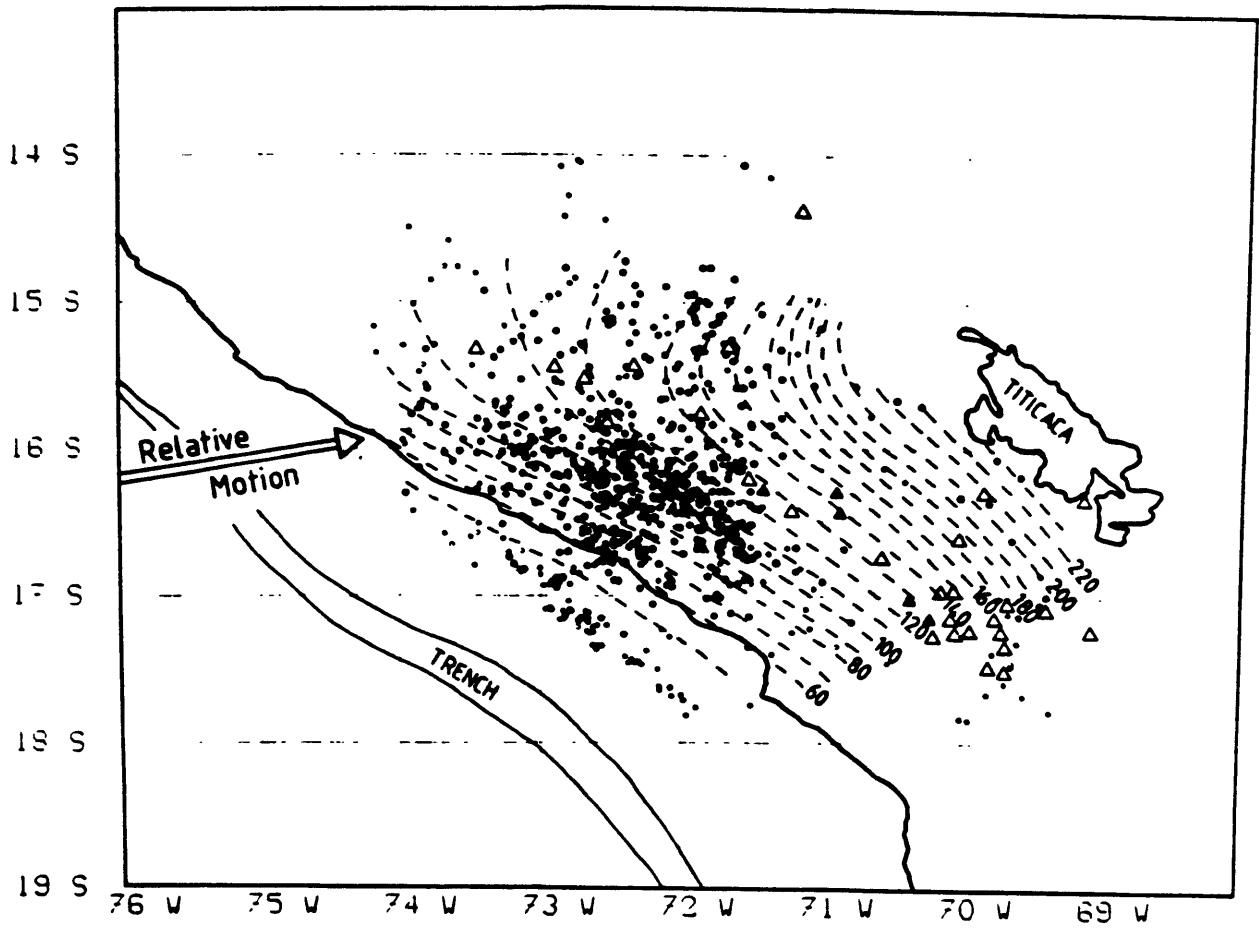 14 S
15 S
TITICACA
16 S
Relative
Motion
220
200
180
160
140
17 S
120
100
80
60
TRENCH
18 S
19 S
76 W 75 W 74 W 73 W 72 W 71 W 70 W 69 W